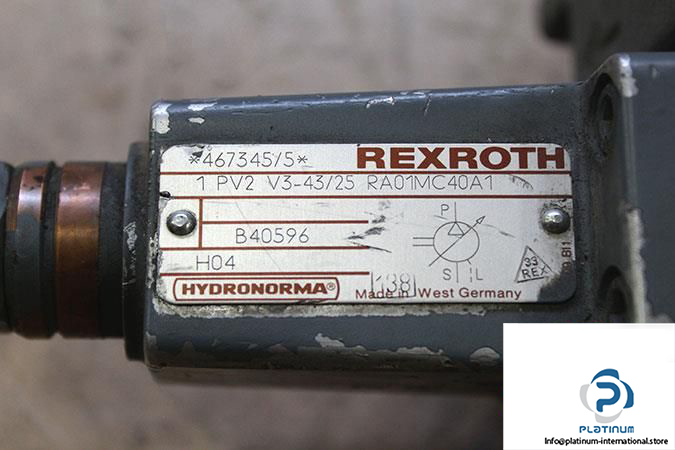 *467345/5*
REXROTH
1 PV2 V3-43/25 RA01MC40A1
B40596
P
S L
H04
33
REX
HYDRONORMA®
138
Made in West Germany
PLATINUM
Info@platinum-international.store